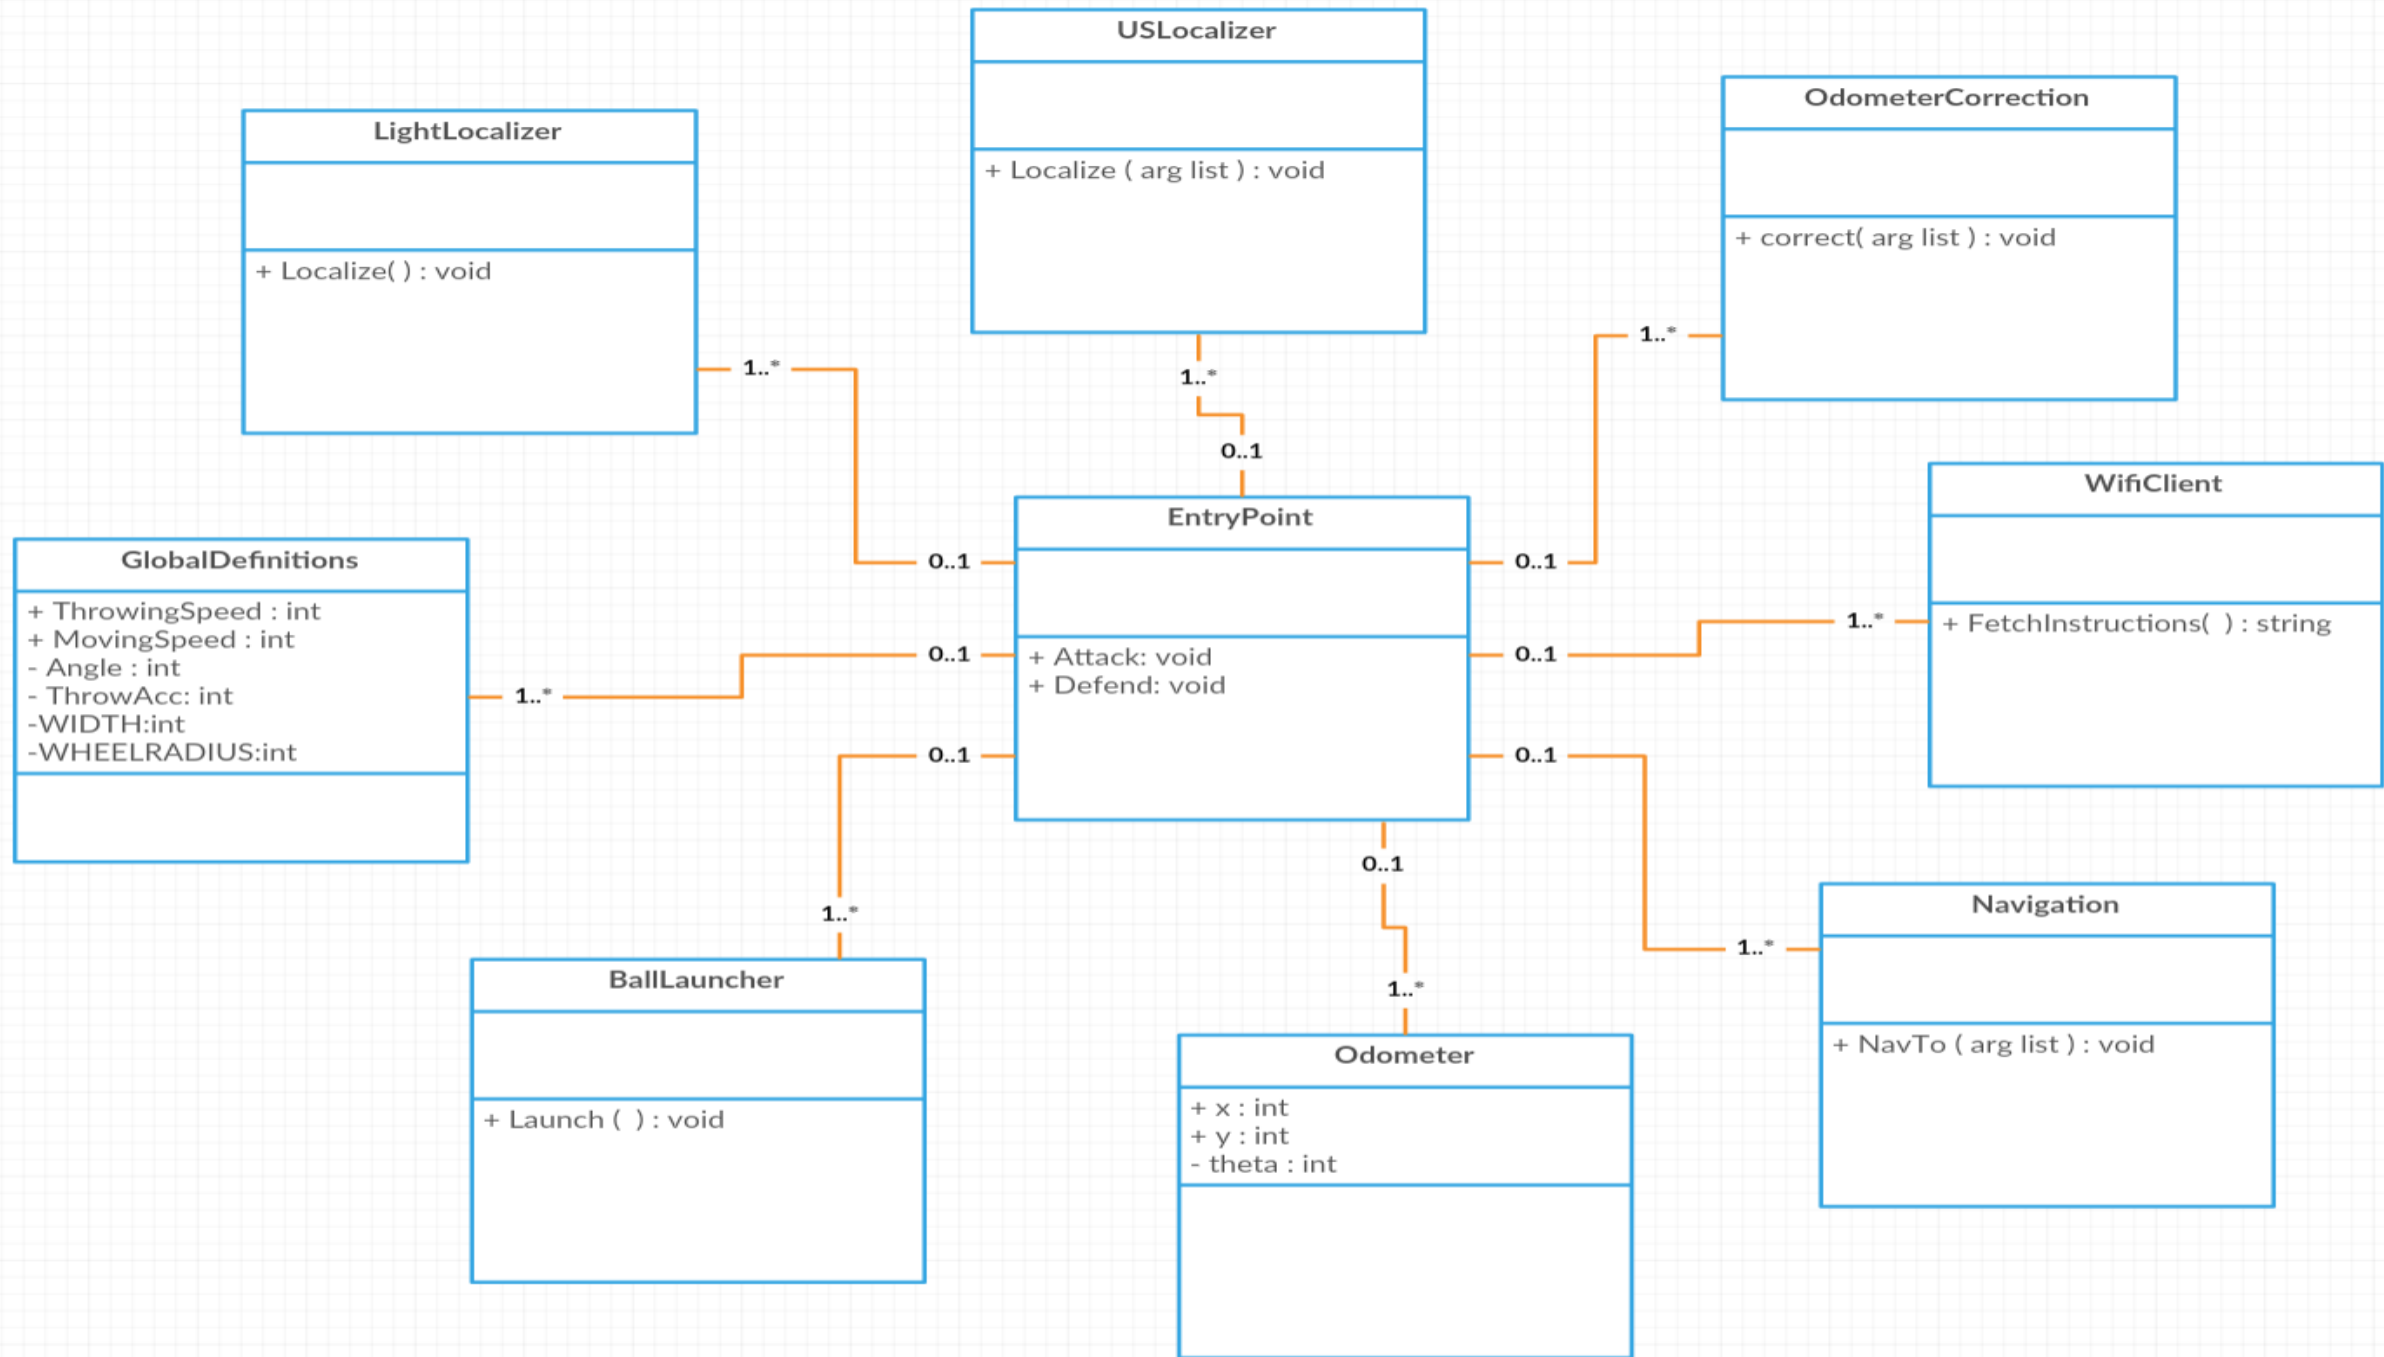 USLocalizer
+ Localize ( arg list ) : void
OdometerCorrection
+ correct( arg list ) : void
LightLocalizer
+ Localize( ) : void
1..*
1..*
1..*
0..1
WifiClient
+ FetchInstructions(  ) : string
EntryPoint
+ Attack: void
+ Defend: void
GlobalDefinitions
+ ThrowingSpeed : int
+ MovingSpeed : int
- Angle : int
- ThrowAcc: int
-WIDTH:int
-WHEELRADIUS:int
0..1
0..1
1..*
0..1
0..1
1..*
0..1
0..1
0..1
1..*
1..*
1..*
BallLauncher
+ Launch (  ) : void
Navigation
+ NavTo ( arg list ) : void
Odometer
+ x : int
+ y : int
- theta : int